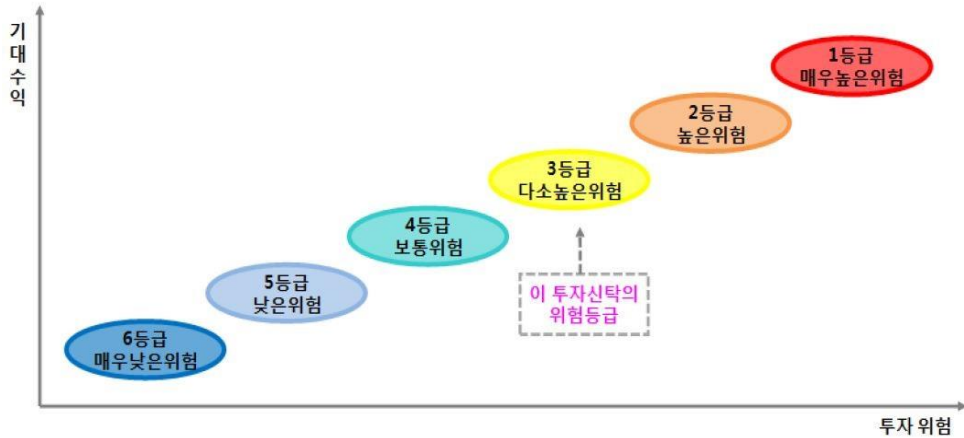 기대수익
1등급
매우높은위험
2등급
높은위험
3등급
다소높은위험
4등급
보통위험
5등급
낮은위험
이 투자신탁의
위험등급
6등급
매우낮은위험
투자 위험